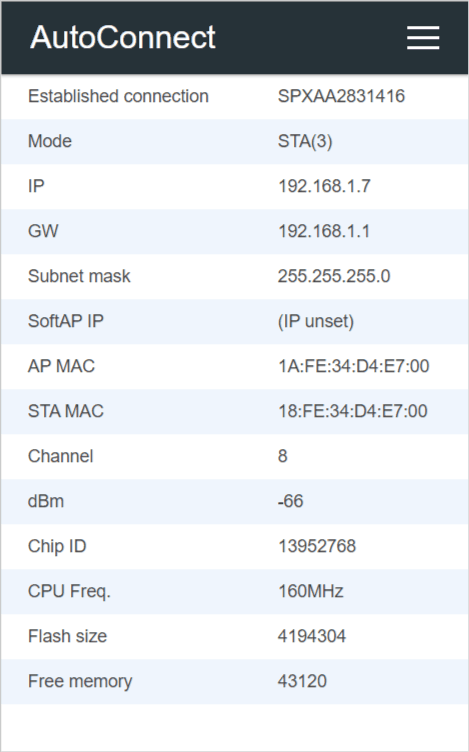 AutoConnect
Established connection SPXAA2831416
Mode STA(3)
IP 192.168.1.7
GW 192.168.1.1
Subnet mask 255.255.255.0
SoftAP IP (IP unset)
AP MAC 1A:FE:34:D4:E7:00
STA MAC 18:FE:34:D4:E7:00
Channel 8
dBm -66
Chip ID 13952768
CPU Freq. 160MHz
Flash size 4194304
Free memory 43120